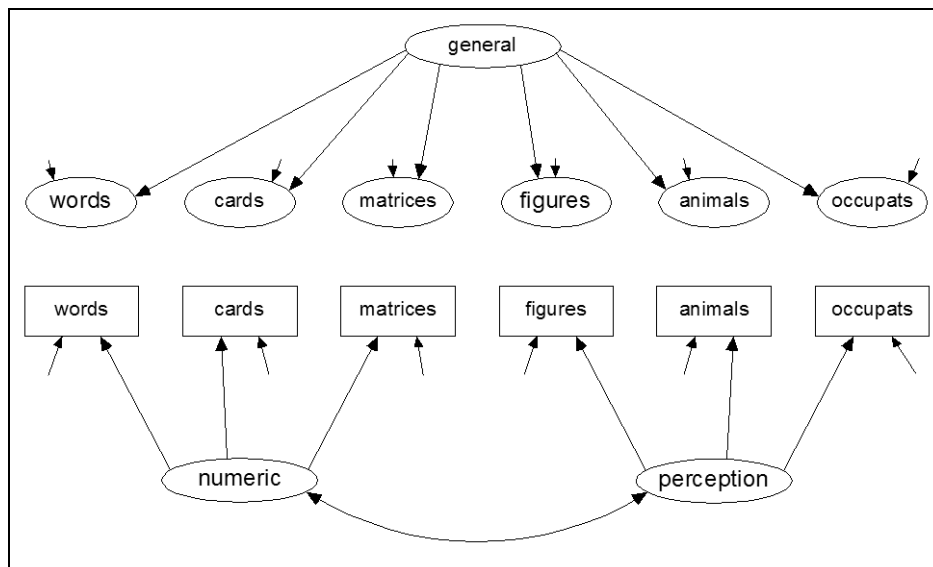 general
words cards matrices figures animals occupats
words cards matrices figures animals occupats
numeric perception